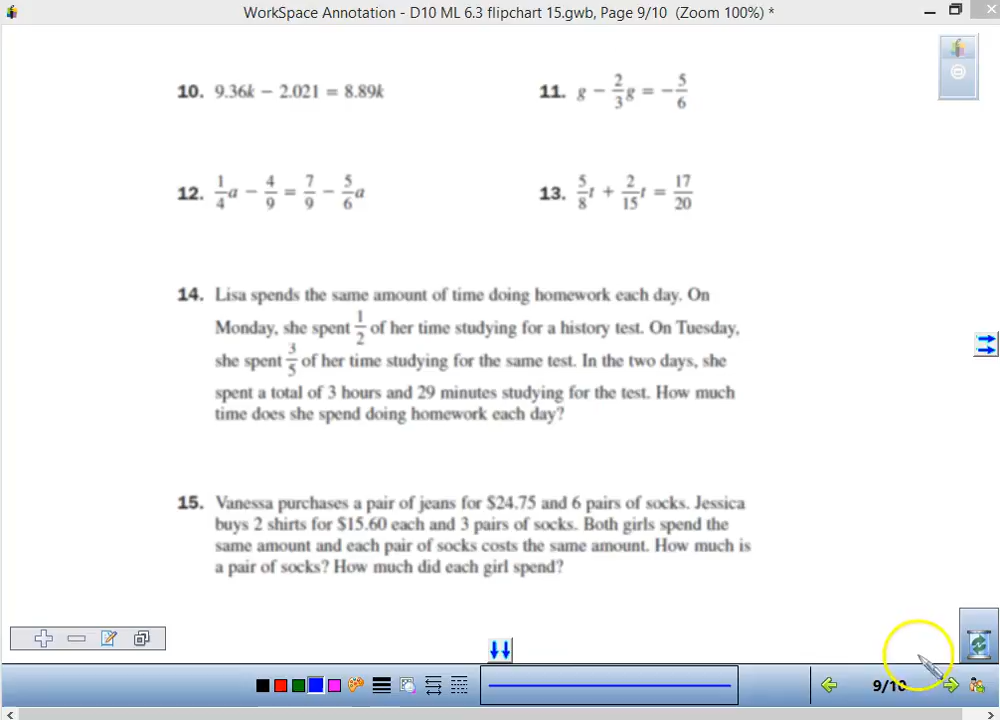 WorkSpace Annotation - D10 ML 6.3 flipchart 15.gwb, Page 9/10 (Zoom 100%) *
10. 9.36k − 2.021 = 8.89k
11. g − 2/3 g = − 5/6
12. 1/4 a − 4/9 = 7/9 − 5/6 a
13. 5/8 t + 2/15 t = 17/20
14. Lisa spends the same amount of time doing homework each day. On
Monday, she spent 1/2 of her time studying for a history test. On Tuesday,
she spent 3/5 of her time studying for the same test. In the two days, she
spent a total of 3 hours and 29 minutes studying for the test. How much
time does she spend doing homework each day?
15. Vanessa purchases a pair of jeans for $24.75 and 6 pairs of socks. Jessica
buys 2 shirts for $15.60 each and 3 pairs of socks. Both girls spend the
same amount and each pair of socks costs the same amount. How much is
a pair of socks? How much did each girl spend?
9/10